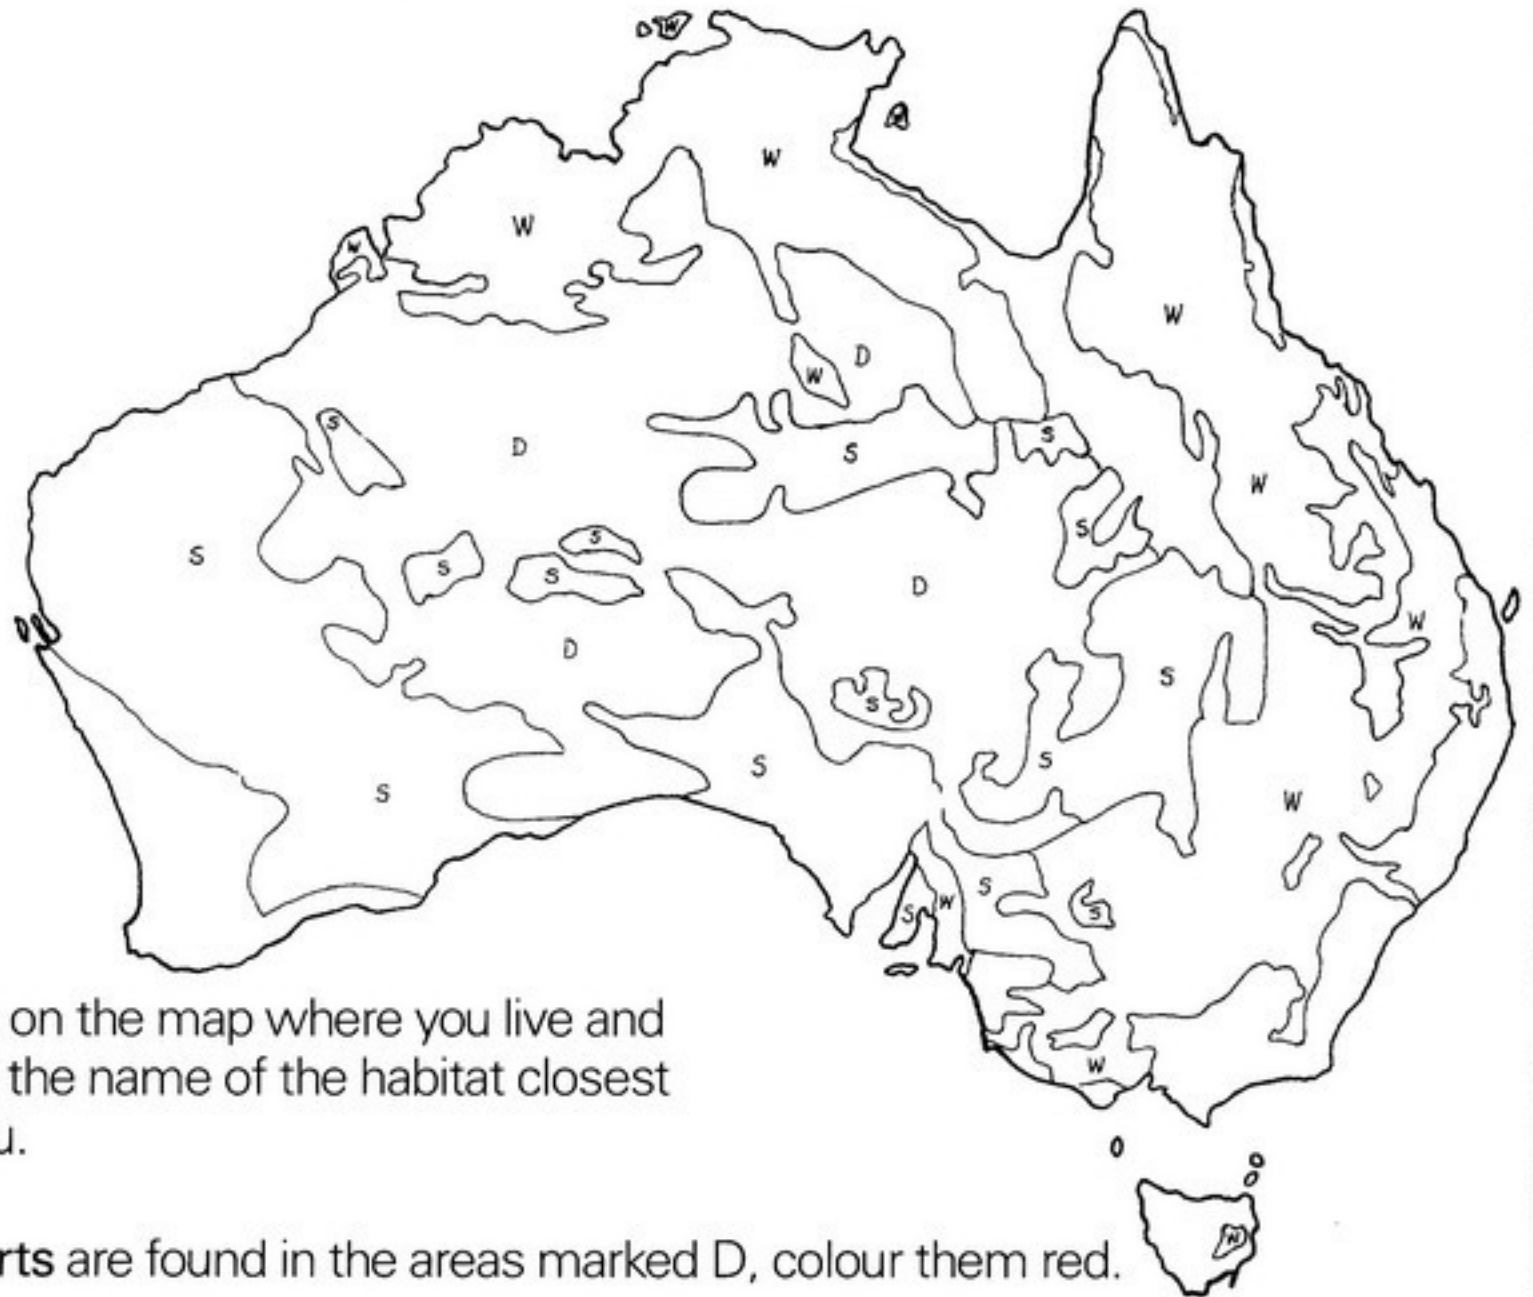 W
W
W
W
W
D
W
D
S
S
S
W
S
S
S
S
S
D
W
D
S
S
S
S
S
W
S
S
S
W
S
on the map where you live and
the name of the habitat closest
u.
W
W
rts are found in the areas marked D, colour them red.